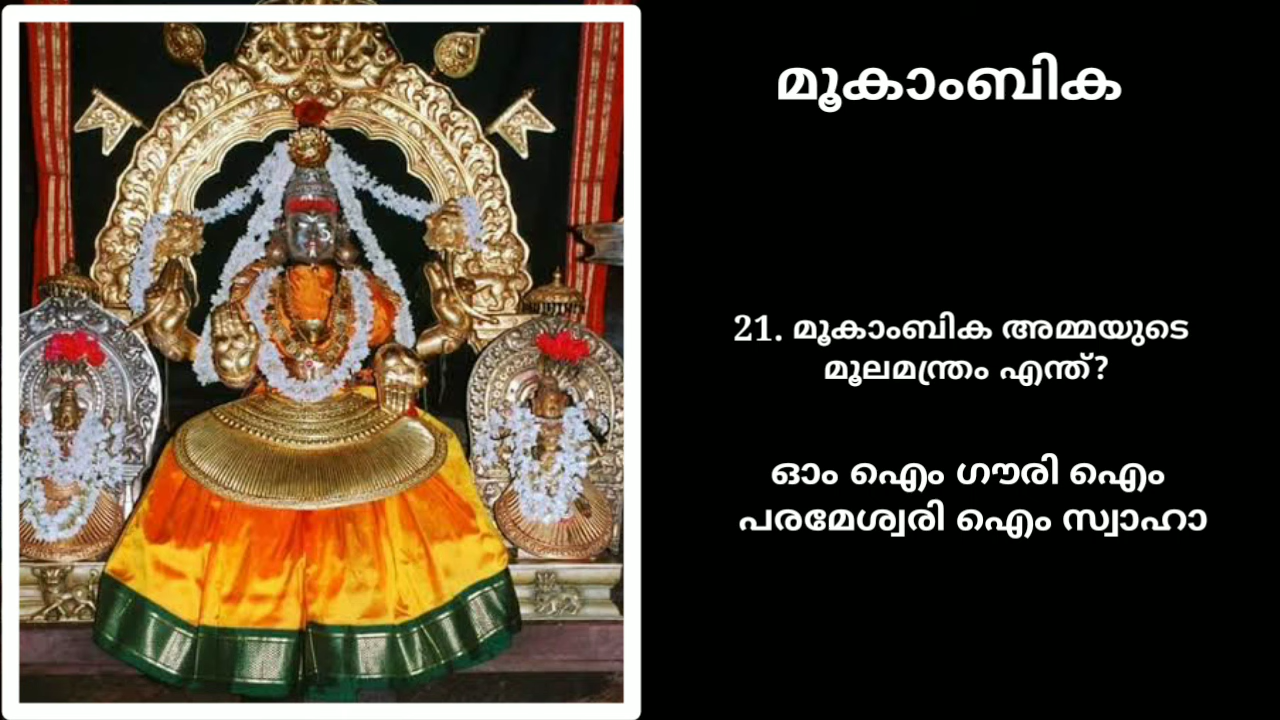 മൂകാംബിക
21. മൂകാംബിക അമ്മയുടെ
മൂലമന്ത്രം എന്ത്?
ഓം ഐം ഗൗരി ഐം
പരമേശ്വരി ഐം സ്വാഹാ